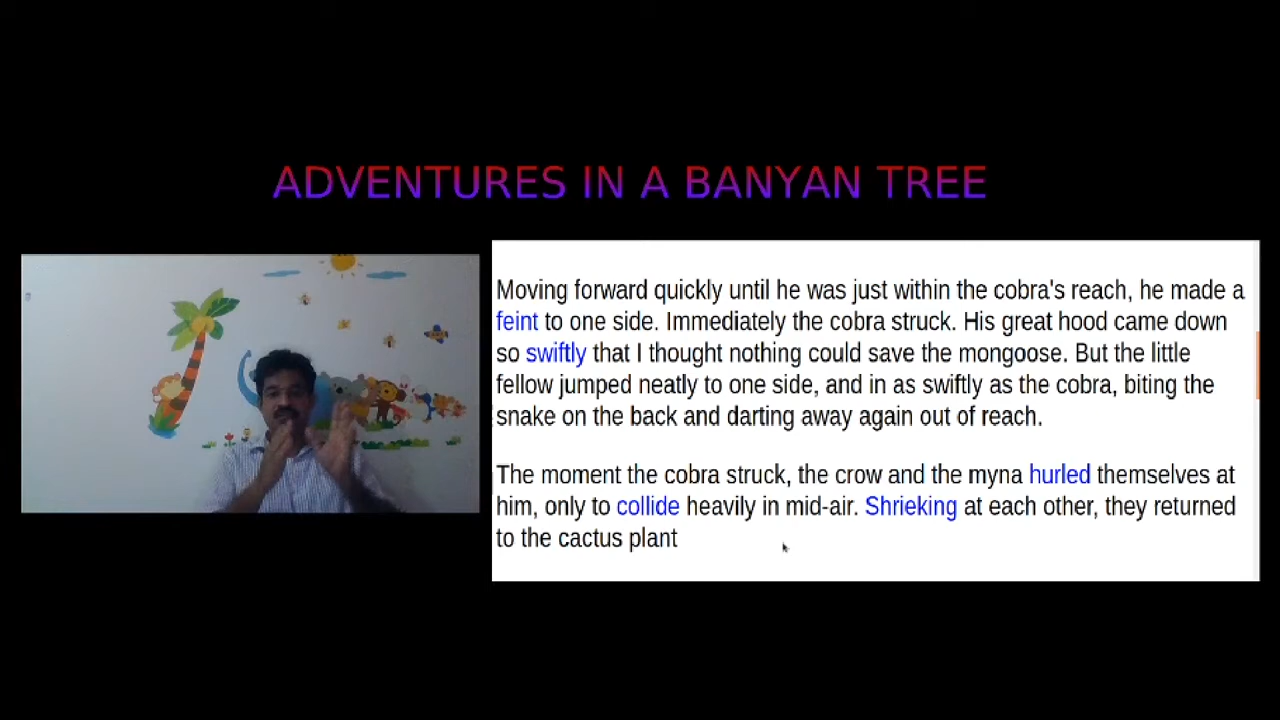 ADVENTURES IN A BANYAN TREE
Moving forward quickly until he was just within the cobra's reach, he made a
feint to one side. Immediately the cobra struck. His great hood came down
so swiftly that I thought nothing could save the mongoose. But the little
fellow jumped neatly to one side, and in as swiftly as the cobra, biting the
snake on the back and darting away again out of reach.
The moment the cobra struck, the crow and the myna hurled themselves at
him, only to collide heavily in mid-air. Shrieking at each other, they returned
to the cactus plant